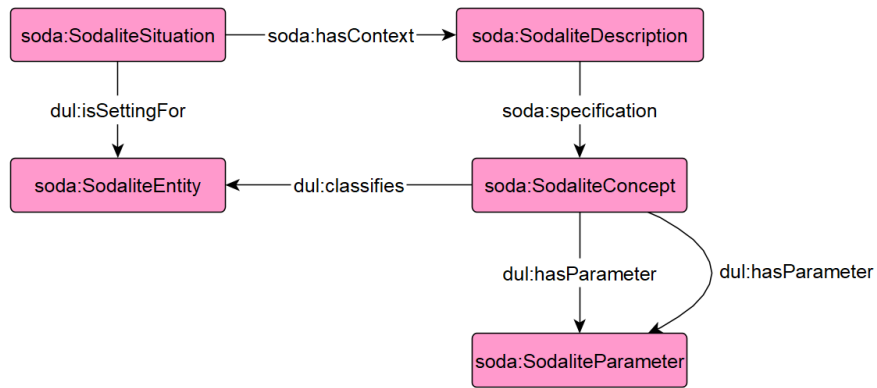 soda:SodaliteSituation
soda:hasContext
soda:SodaliteDescription
dul:isSettingFor
soda:specification
soda:SodaliteEntity
dul:classifies
soda:SodaliteConcept
dul:hasParameter
dul:hasParameter
soda:SodaliteParameter